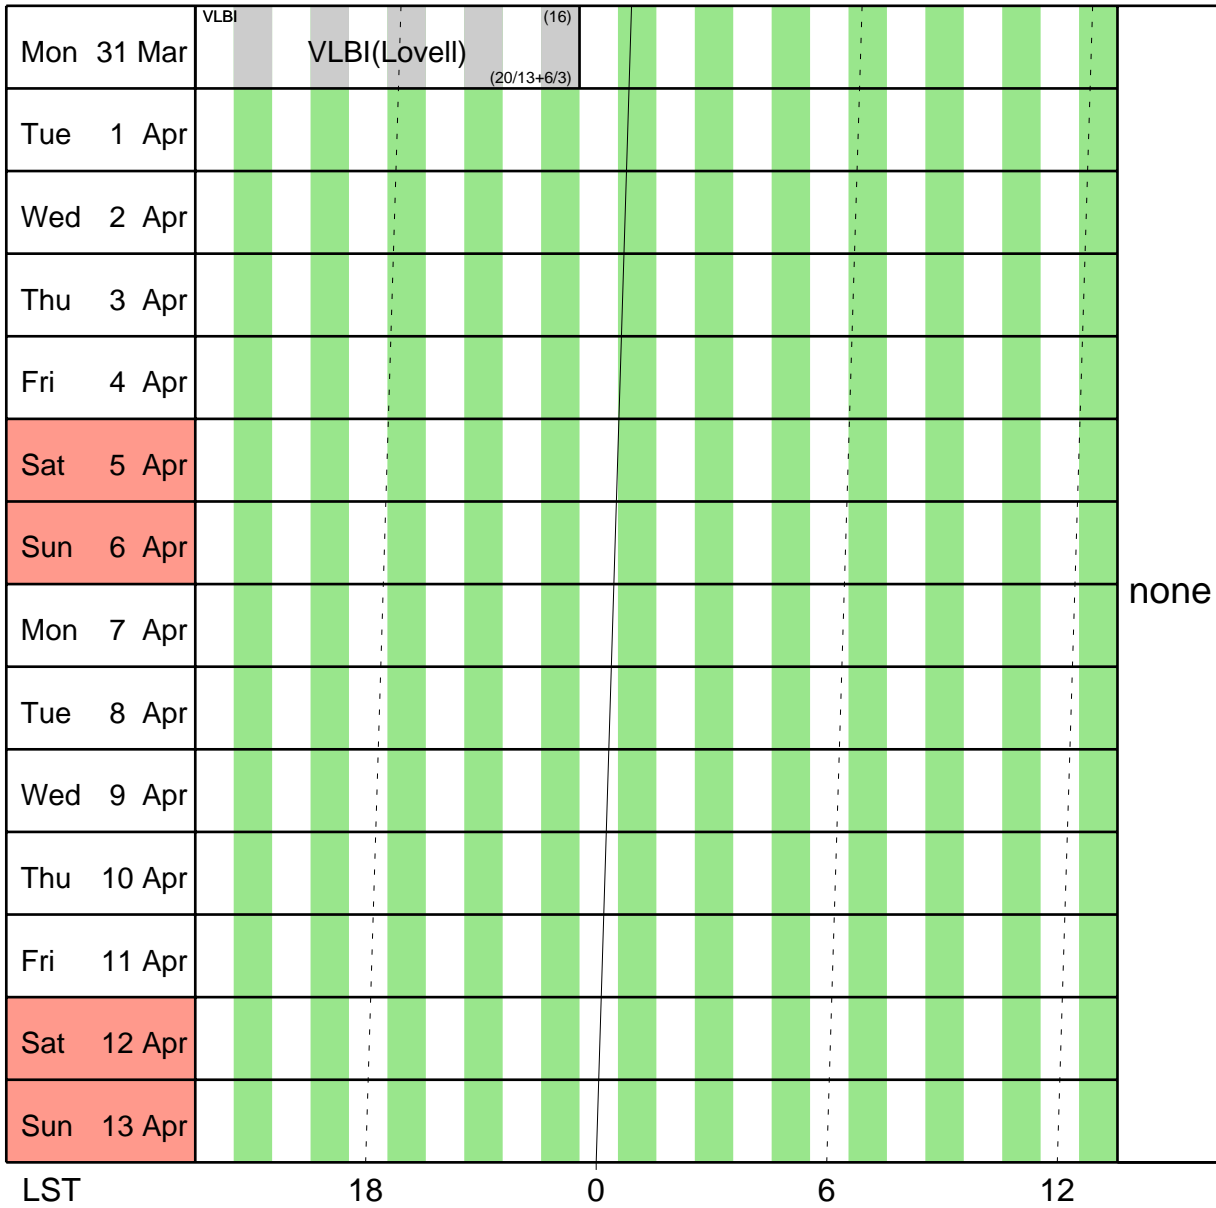 VLBI (16)
Mon 31 Mar VLBI(Lovell)
(20/13+6/3)
Tue 1 Apr
Wed 2 Apr
Thu 3 Apr
Fri 4 Apr
Sat 5 Apr
Sun 6 Apr
none
Mon 7 Apr
Tue 8 Apr
Wed 9 Apr
Thu 10 Apr
Fri 11 Apr
Sat 12 Apr
Sun 13 Apr
LST 18 0 6 12